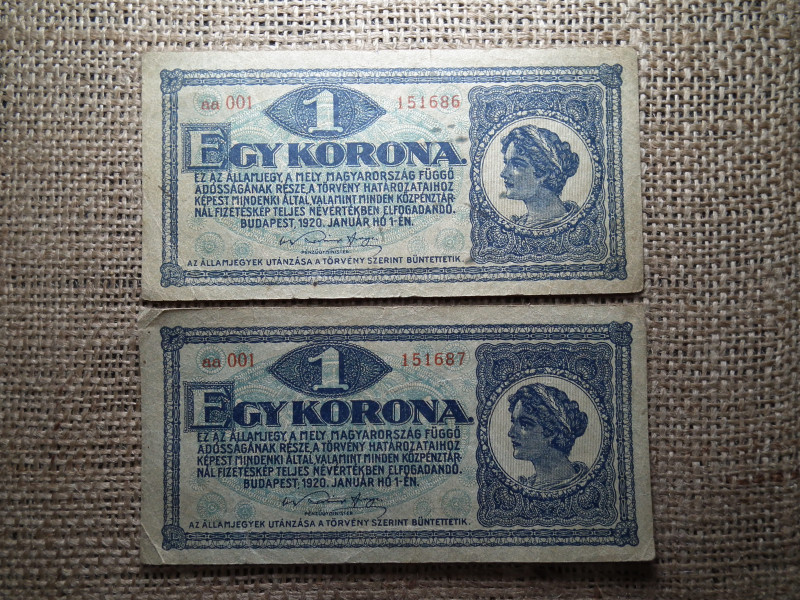 aa 001 1 151686
EGY KORONA.
EZ AZ ÁLLAMJEGY, A MELY MAGYARORSZÁG FÜGGŐ
ADÓSSÁGÁNAK RÉSZE, A TÖRVÉNY HATÁROZATAIHOZ
KÉPEST MINDENKI ÁLTAL, VALAMINT MINDEN KÖZPÉNZTÁR-
NÁL FIZETÉSKÉP TELJES NÉVÉRTÉKBEN ELFOGADANDÓ.
BUDAPEST, 1920. JANUÁR HÓ 1-ÉN.
PÉNZÜGYMINISTER.
AZ ÁLLAMJEGYEK UTÁNZÁSA A TÖRVÉNY SZERINT BÜNTETTETIK.
aa 001 1 151687
EGY KORONA.
EZ AZ ÁLLAMJEGY, A MELY MAGYARORSZÁG FÜGGŐ
ADÓSSÁGÁNAK RÉSZE, A TÖRVÉNY HATÁROZATAIHOZ
KÉPEST MINDENKI ÁLTAL, VALAMINT MINDEN KÖZPÉNZTÁR-
NÁL FIZETÉSKÉP TELJES NÉVÉRTÉKBEN ELFOGADANDÓ.
BUDAPEST, 1920. JANUÁR HÓ 1-ÉN.
PÉNZÜGYMINISTER.
AZ ÁLLAMJEGYEK UTÁNZÁSA A TÖRVÉNY SZERINT BÜNTETTETIK.